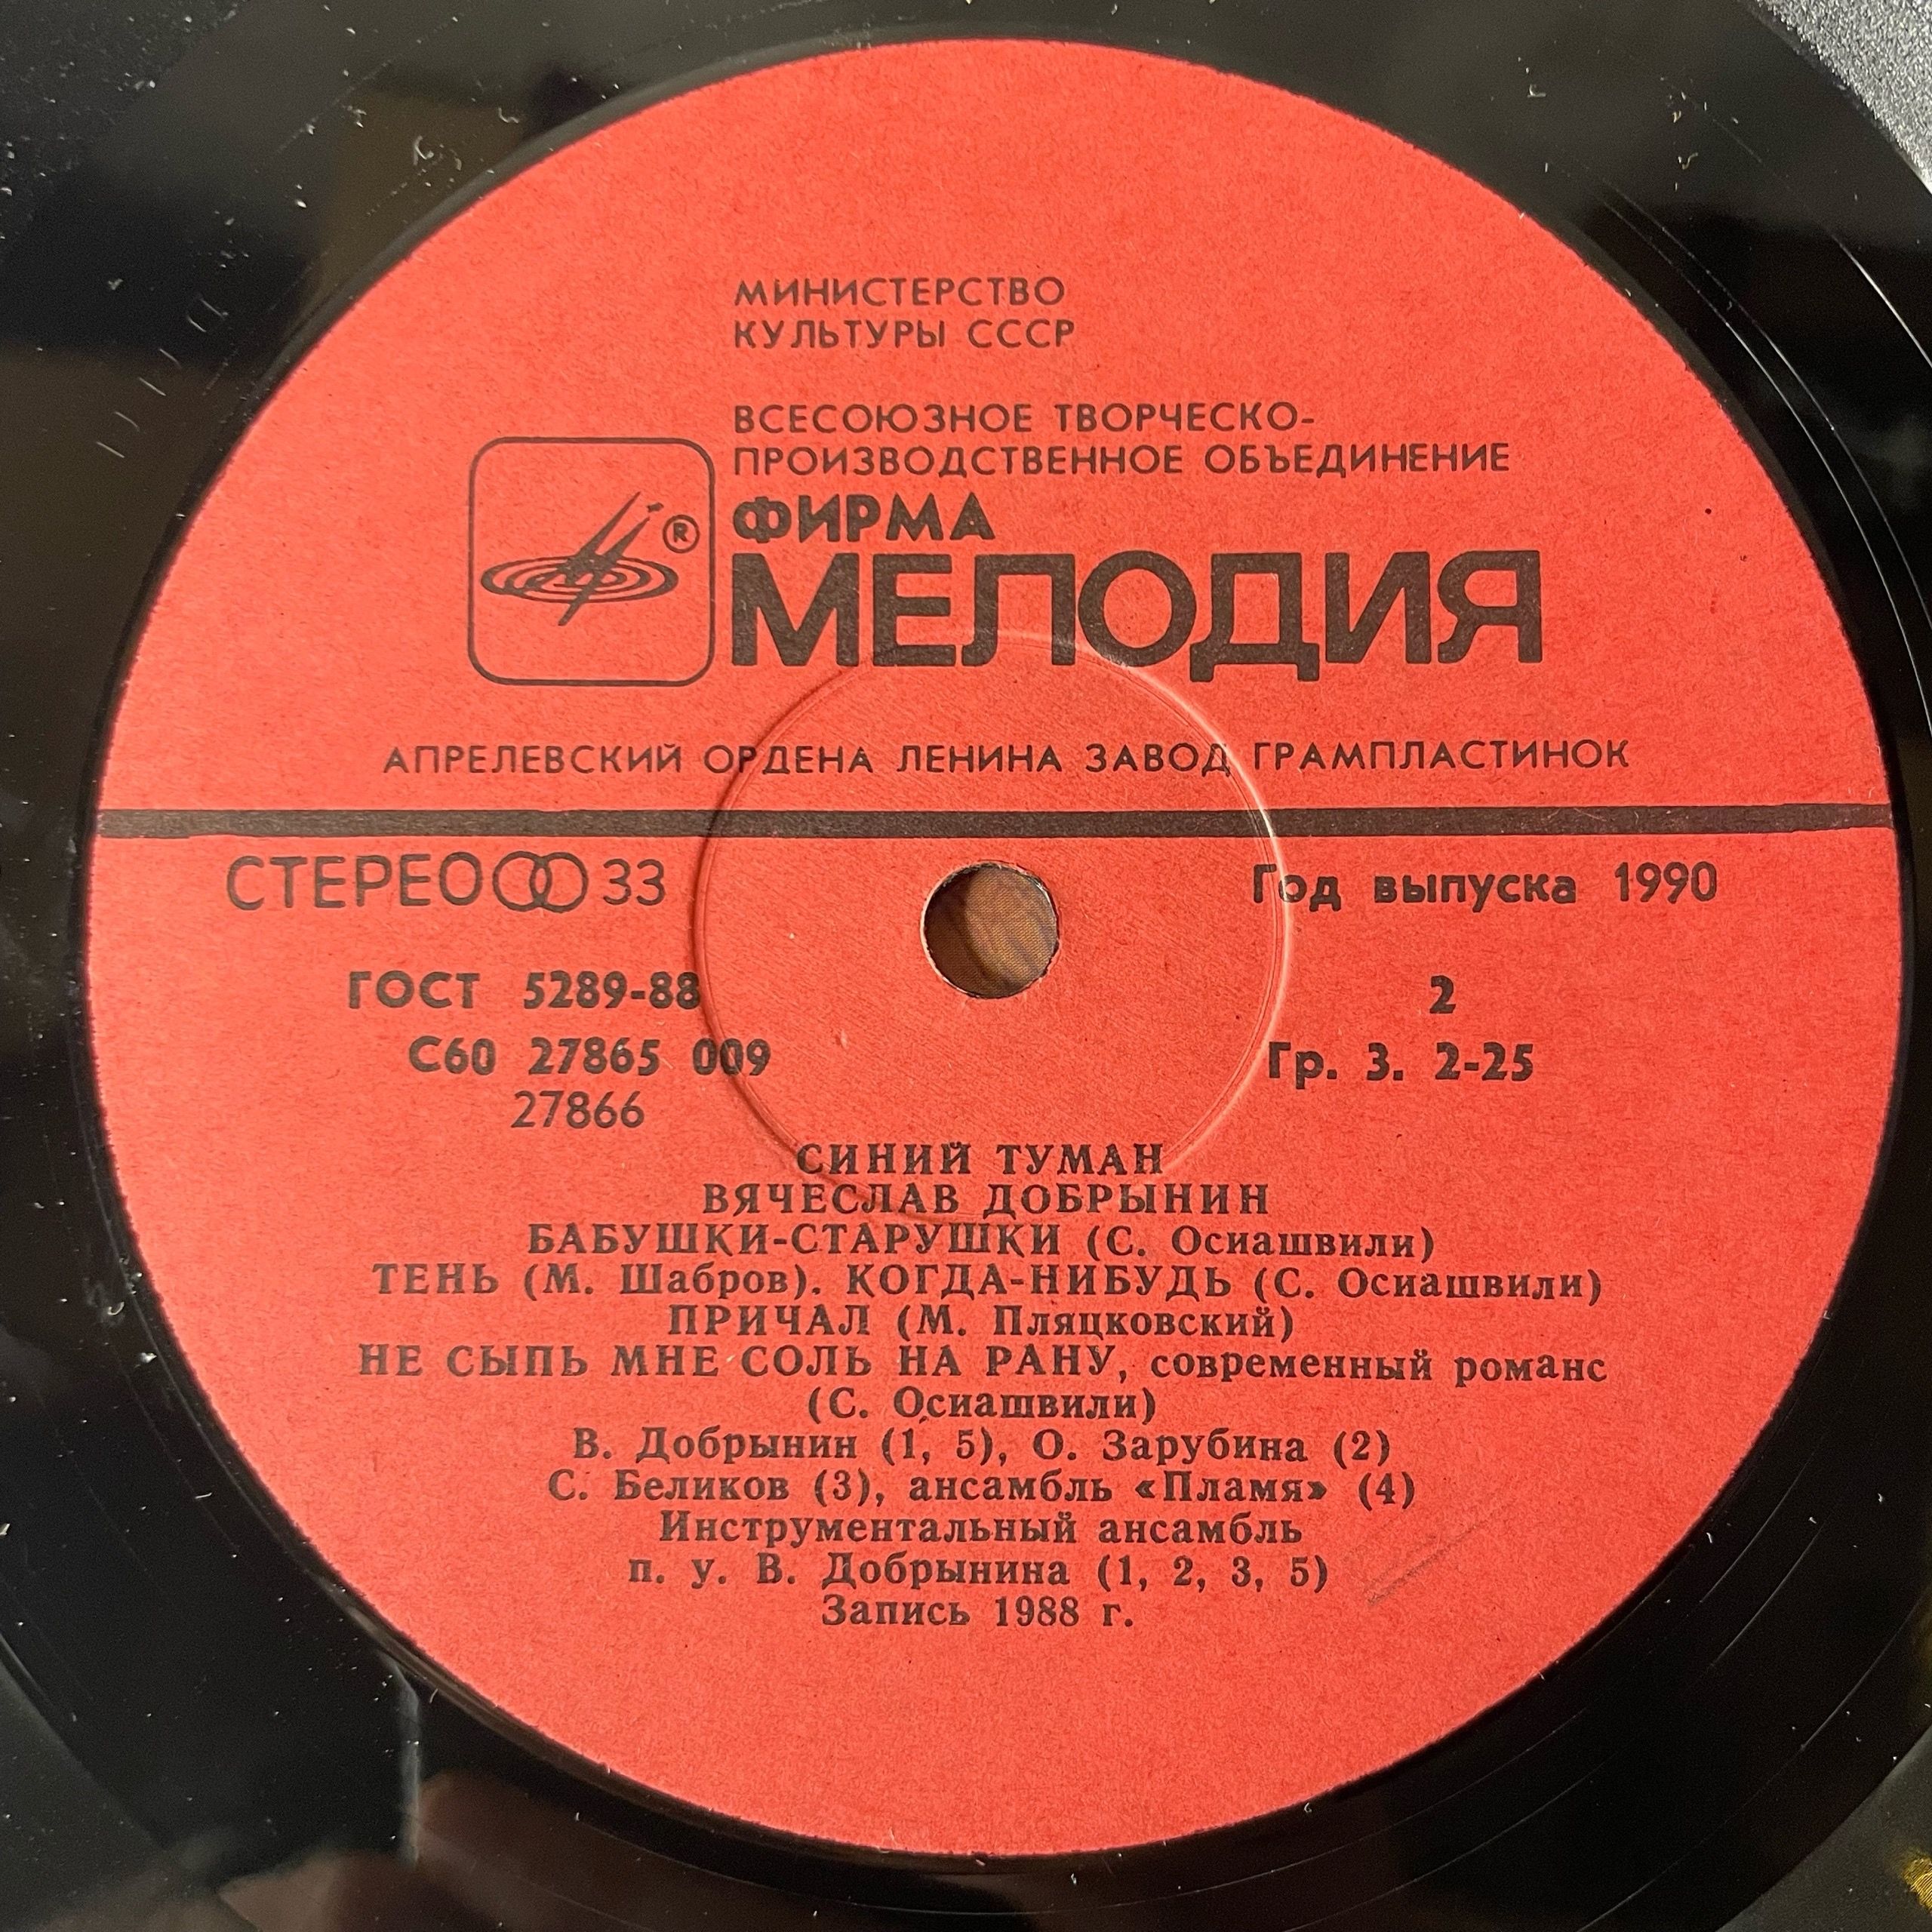 МИНИСТЕРСТВО
КУЛЬТУРЫ СССР
ВСЕСОЮЗНОЕ ТВОРЧЕСКО-
ПРОИЗВОДСТВЕННОЕ ОБЪЕДИНЕНИЕ
ФИРМА
®
МЕЛОДИЯ
АПРЕЛЕВСКИЙ ОРДЕНА ЛЕНИНА ЗАВОД ГРАМПЛАСТИНОК
СТЕРЕО 33
Год выпуска 1990
ГОСТ 5289-88
2
С60 27865 009
Гр. 3. 2-25
27866
СИНИЙ ТУМАН
ВЯЧЕСЛАВ ДОБРЫНИН
БАБУШКИ-СТАРУШКИ (С. Осиашвили)
ТЕНЬ (М. Шабров). КОГДА-НИБУДЬ (С. Осиашвили)
ПРИЧАЛ (М. Пляцковский)
НЕ СЫПЬ МНЕ СОЛЬ НА РАНУ, современный романс
(С. Осиашвили)
В. Добрынин (1, 5), О. Зарубина (2)
С. Беликов (3), ансамбль «Пламя» (4)
Инструментальный ансамбль
п. у. В. Добрынина (1, 2, 3, 5)
Запись 1988 г.